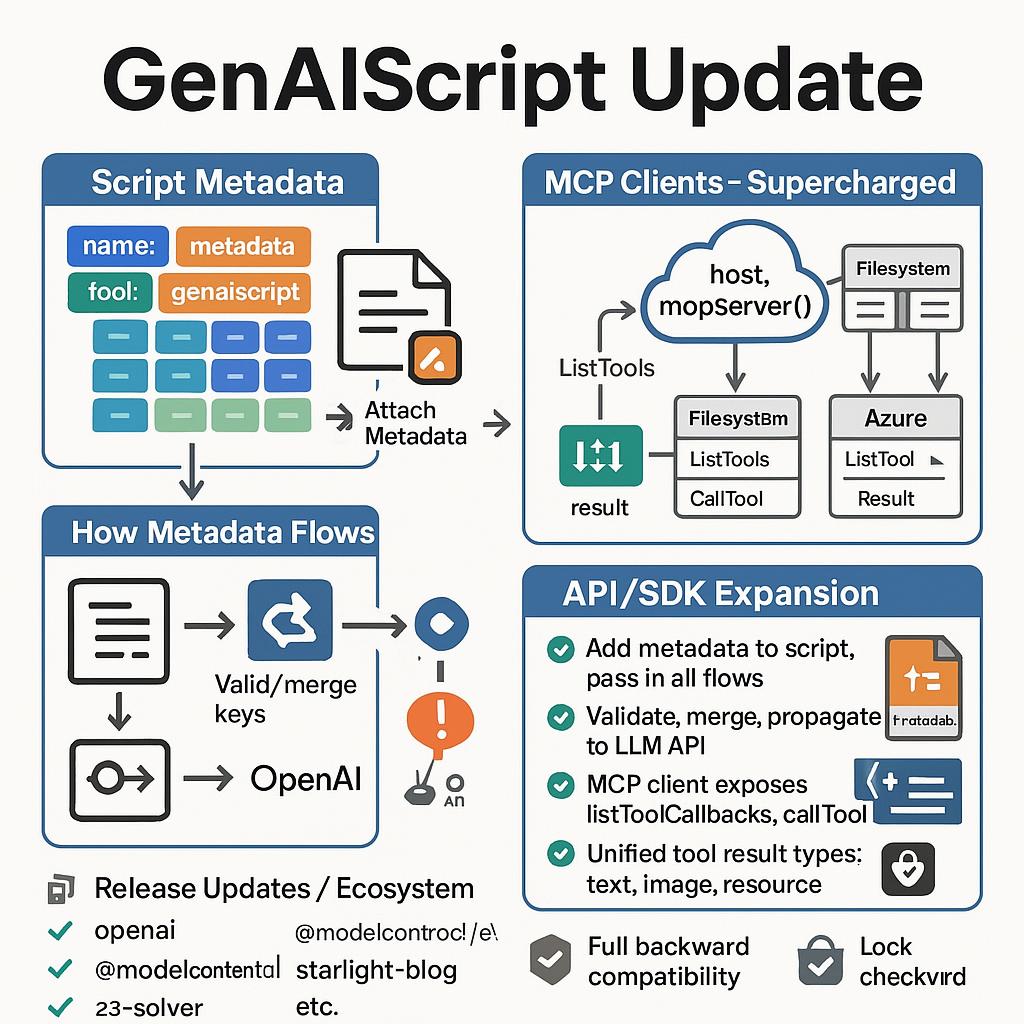 GenAIScript Update
Script Metadata
name: metadata
fool: genaiscript
Attach
Metadata
How Metadata Flows
Valid/merge
keys
OpenAI
An
MCP Clients – Supercharged
host,
mopServer()
Filesystem
ListTools
result
FilesystBm
ListTools
CallTool
Azure
ListTool
Result
API/SDK Expansion
Add metadata to script,
pass in all flows
Validate, merge, propagate
to LLM API
tratadab.
MCP client exposes
listToolCallbacks, callTool
Unified tool result types:
text, image, resource
Release Updates / Ecosystem
openai
@modelcontental
23-solver
starlight-blog
etc.
Full backward
compatibility
Lock
checkvrd